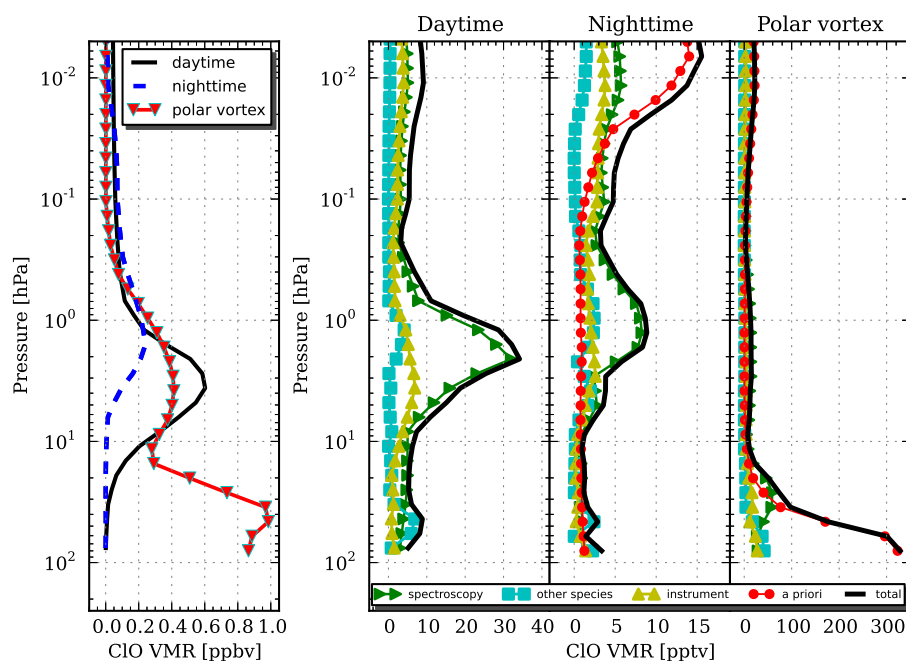 Daytime
Nighttime
Polar vortex
daytime
nighttime
polar vortex
Pressure [hPa]
10⁻²
10⁻¹
10⁰
10¹
10²
0.0 0.2 0.4 0.6 0.8 1.0
ClO VMR [ppbv]
Pressure [hPa]
10⁻²
10⁻¹
10⁰
10¹
10²
spectroscopy
other species
instrument
a priori
total
0 10 20 30 40
0 5 10 15
0 100 200 300
ClO VMR [pptv]